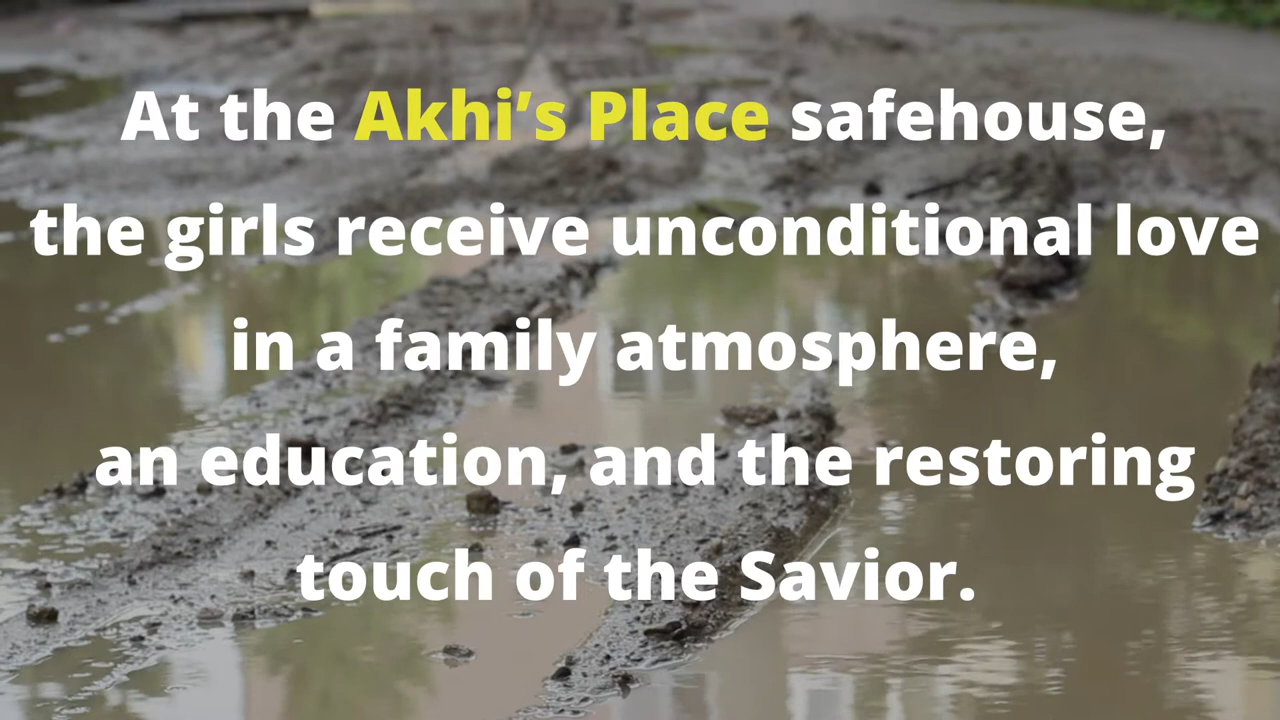 At the Akhi’s Place safehouse,
the girls receive unconditional love
in a family atmosphere,
an education, and the restoring
touch of the Savior.